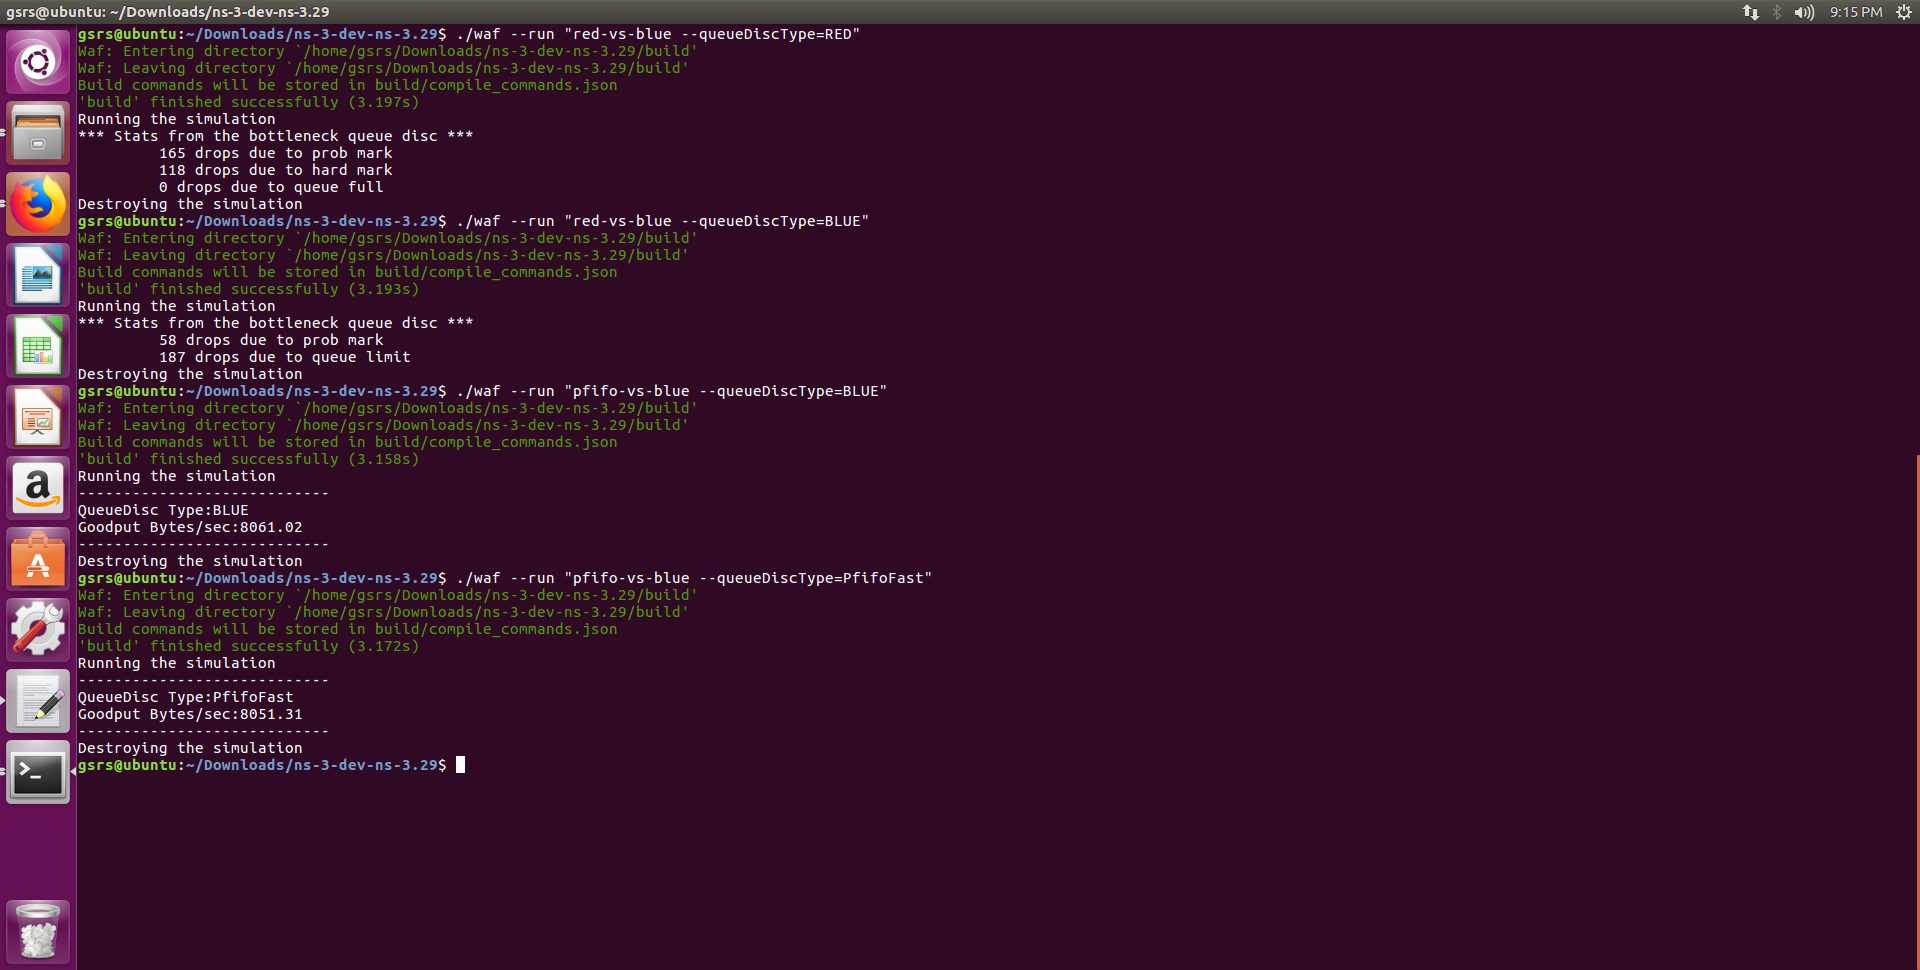 gsrs@ubuntu: ~/Downloads/ns-3-dev-ns-3.29
9:15 PM
gsrs@ubuntu:~/Downloads/ns-3-dev-ns-3.29$ ./waf --run "red-vs-blue --queueDiscType=RED"
Waf: Entering directory `/home/gsrs/Downloads/ns-3-dev-ns-3.29/build'
Waf: Leaving directory `/home/gsrs/Downloads/ns-3-dev-ns-3.29/build'
Build commands will be stored in build/compile_commands.json
'build' finished successfully (3.197s)
Running the simulation
*** Stats from the bottleneck queue disc ***
165 drops due to prob mark
118 drops due to hard mark
0 drops due to queue full
Destroying the simulation
gsrs@ubuntu:~/Downloads/ns-3-dev-ns-3.29$ ./waf --run "red-vs-blue --queueDiscType=BLUE"
Waf: Entering directory `/home/gsrs/Downloads/ns-3-dev-ns-3.29/build'
Waf: Leaving directory `/home/gsrs/Downloads/ns-3-dev-ns-3.29/build'
Build commands will be stored in build/compile_commands.json
'build' finished successfully (3.193s)
Running the simulation
*** Stats from the bottleneck queue disc ***
58 drops due to prob mark
187 drops due to queue limit
Destroying the simulation
gsrs@ubuntu:~/Downloads/ns-3-dev-ns-3.29$ ./waf --run "pfifo-vs-blue --queueDiscType=BLUE"
Waf: Entering directory `/home/gsrs/Downloads/ns-3-dev-ns-3.29/build'
Waf: Leaving directory `/home/gsrs/Downloads/ns-3-dev-ns-3.29/build'
Build commands will be stored in build/compile_commands.json
'build' finished successfully (3.158s)
Running the simulation
----------------------------
QueueDisc Type:BLUE
Goodput Bytes/sec:8061.02
----------------------------
Destroying the simulation
gsrs@ubuntu:~/Downloads/ns-3-dev-ns-3.29$ ./waf --run "pfifo-vs-blue --queueDiscType=PfifoFast"
Waf: Entering directory `/home/gsrs/Downloads/ns-3-dev-ns-3.29/build'
Waf: Leaving directory `/home/gsrs/Downloads/ns-3-dev-ns-3.29/build'
Build commands will be stored in build/compile_commands.json
'build' finished successfully (3.172s)
Running the simulation
----------------------------
QueueDisc Type:PfifoFast
Goodput Bytes/sec:8051.31
----------------------------
Destroying the simulation
gsrs@ubuntu:~/Downloads/ns-3-dev-ns-3.29$